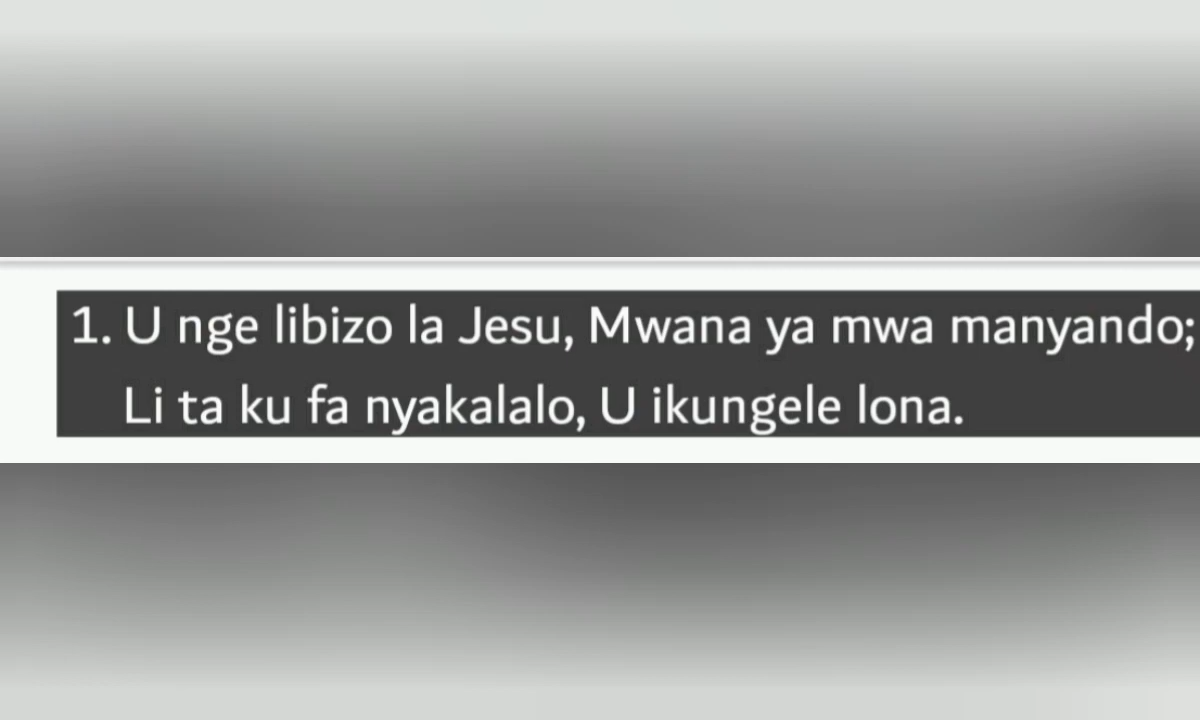 1. U nge libizo la Jesu, Mwana ya mwa manyando;
Li ta ku fa nyakalalo, U ikungele lona.